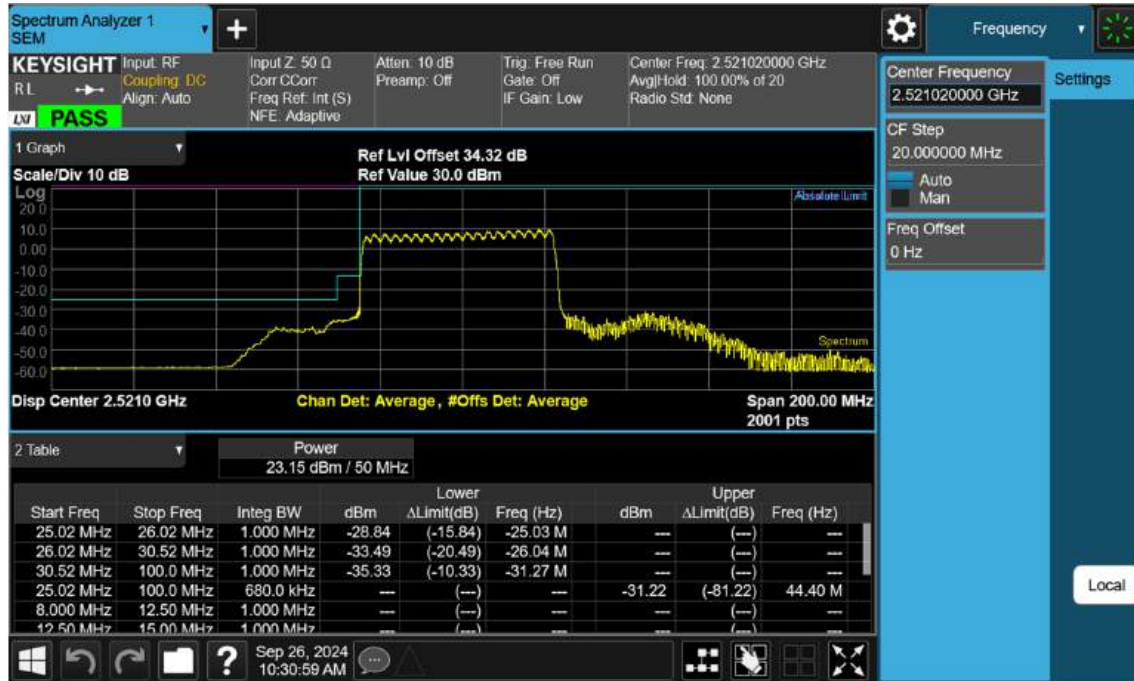 Spectrum Analyzer 1
SEM
+
Frequency
KEYSIGHT
R L
LXI
PASS
Input: RF
Coupling: DC
Align: Auto
Input Z: 50 Ω
Corr CCorr
Freq Ref: Int (S)
NFE: Adaptive
Atten: 10 dB
Preamp: Off
Trig: Free Run
Gate: Off
IF Gain: Low
Center Freq: 2.521020000 GHz
Avg|Hold: 100.00% of 20
Radio Std: None
Center Frequency
2.521020000 GHz
Settings
CF Step
20.000000 MHz
Auto
Man
Freq Offset
0 Hz
Local
1 Graph
Scale/Div 10 dB
Ref Lvl Offset 34.32 dB
Ref Value 30.0 dBm
Log
Absolute Limit
20.0
10.0
0.00
-10.0
-20.0
-30.0
-40.0
-50.0
-60.0
Spectrum
Disp Center 2.5210 GHz
Chan Det: Average, #Offs Det: Average
Span 200.00 MHz
2001 pts
2 Table
Power
23.15 dBm / 50 MHz
Lower Upper
Start Freq Stop Freq Integ BW dBm ΔLimit(dB) Freq (Hz) dBm ΔLimit(dB) Freq (Hz)
25.02 MHz 26.02 MHz 1.000 MHz -28.84 (-15.84) -25.03 M --- (---) ---
26.02 MHz 30.52 MHz 1.000 MHz -33.49 (-20.49) -26.04 M --- (---) ---
30.52 MHz 100.0 MHz 1.000 MHz -35.33 (-10.33) -31.27 M --- (---) ---
25.02 MHz 100.0 MHz 680.0 kHz --- (---) --- -31.22 (-81.22) 44.40 M
8.000 MHz 12.50 MHz 1.000 MHz --- (---) --- --- (---) ---
12.50 MHz 15.00 MHz 1.000 MHz --- (---) --- --- (---) ---
?
Sep 26, 2024
10:30:59 AM